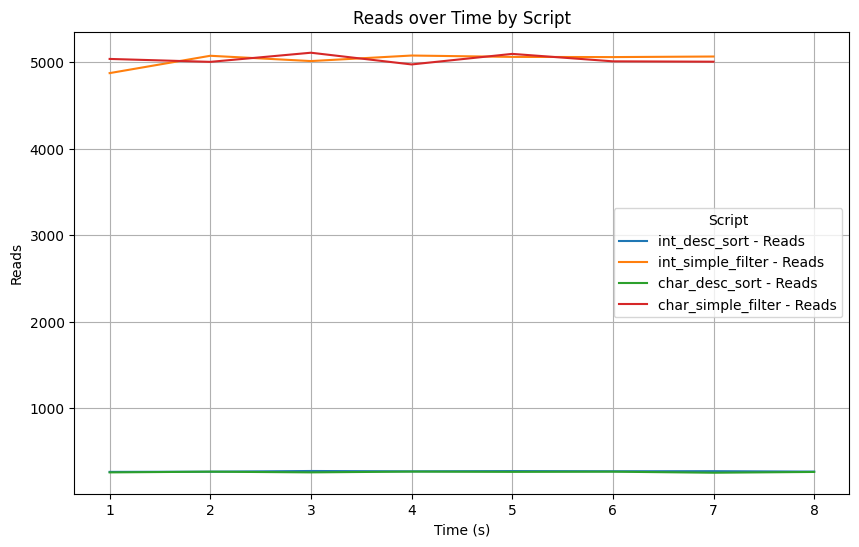 Reads over Time by Script
Reads
5000
4000
3000
2000
1000
Script
int_desc_sort - Reads
int_simple_filter - Reads
char_desc_sort - Reads
char_simple_filter - Reads
1 2 3 4 5 6 7 8
Time (s)